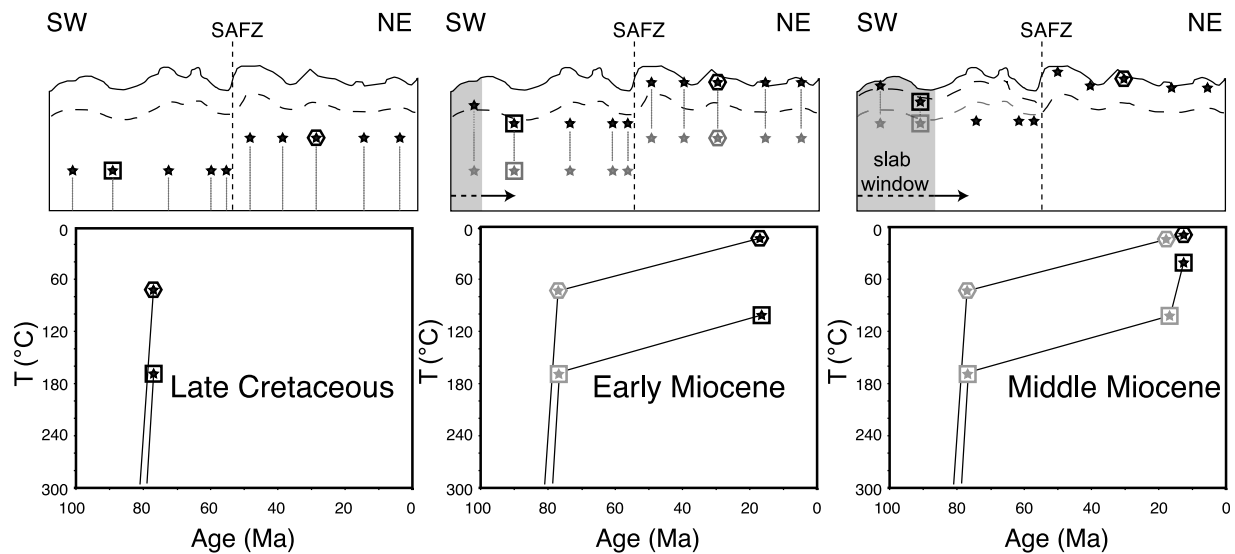 SW
SAFZ
NE
SW
SAFZ
NE
SW
SAFZ
NE
slab
window
T (°C)
0
60
120
180
240
300
Late Cretaceous
100
80
60
40
20
0
Age (Ma)
T (°C)
0
60
120
180
240
300
Early Miocene
100
80
60
40
20
0
Age (Ma)
T (°C)
0
60
120
180
240
300
Middle Miocene
100
80
60
40
20
0
Age (Ma)